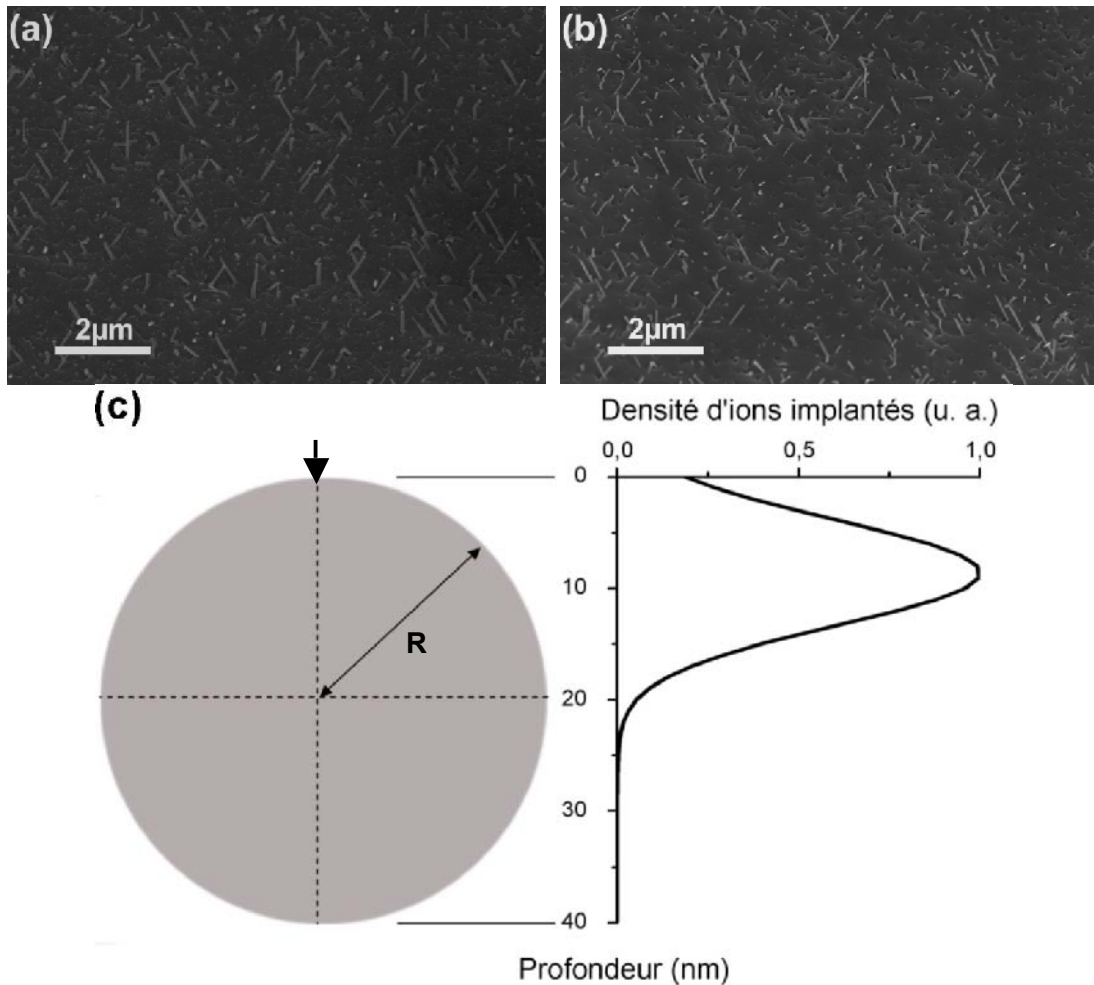 (a)
(b)
2µm
2µm
(c)
Densité d'ions implantés (u. a.)
0,0
0,5
1,0
0
10
20
30
40
R
Profondeur (nm)